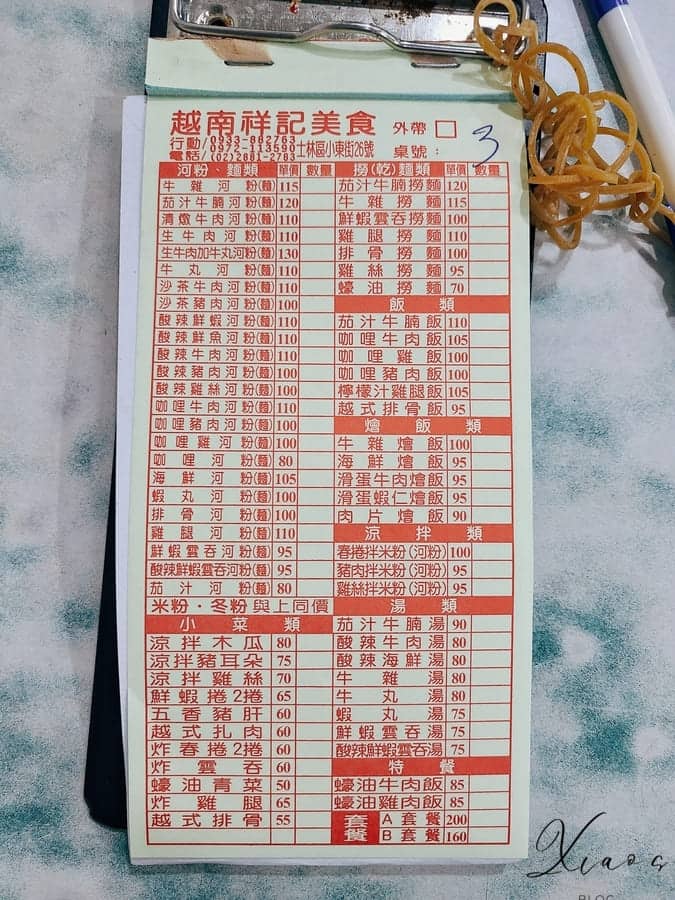 越南祥記美食 外帶
行動/0933-862763
0972-113590 士林區小東街26號
電話/(02)2881-2783 桌號： 3
河粉、麵類 單價 數量
牛雜河粉(麵) 115
茄汁牛腩河粉(麵) 120
清燉牛肉河粉(麵) 110
生牛肉河粉(麵) 110
生牛肉加牛丸河粉(麵) 130
牛丸河粉(麵) 110
沙茶牛肉河粉(麵) 110
沙茶豬肉河粉(麵) 100
酸辣鮮蝦河粉(麵) 110
酸辣鮮魚河粉(麵) 110
酸辣牛肉河粉(麵) 110
酸辣豬肉河粉(麵) 100
酸辣雞絲河粉(麵) 100
咖哩牛肉河粉(麵) 110
咖哩豬肉河粉(麵) 100
咖哩雞河粉(麵) 100
咖哩河粉(麵) 80
海鮮河粉(麵) 105
蝦丸河粉(麵) 100
排骨河粉(麵) 100
雞腿河粉(麵) 110
鮮蝦雲吞河粉(麵) 95
酸辣鮮蝦雲吞河粉(麵) 95
茄汁河粉(麵) 80
米粉・冬粉與上同價
小菜類
涼拌木瓜 80
涼拌豬耳朵 75
涼拌雞絲 70
鮮蝦捲2捲 65
五香豬肝 60
越式扎肉 60
炸春捲2捲 60
炸雲吞 60
蠔油青菜 50
炸雞腿 65
越式排骨 55
撈(乾)麵類 單價 數量
茄汁牛腩撈麵 120
牛雜撈麵 115
鮮蝦雲吞撈麵 100
雞腿撈麵 110
排骨撈麵 100
雞絲撈麵 95
蠔油撈麵 70
飯類
茄汁牛腩飯 110
咖哩牛肉飯 105
咖哩雞飯 100
咖哩豬肉飯 100
檸檬汁雞腿飯 105
越式排骨飯 95
燴飯類
牛雜燴飯 100
海鮮燴飯 95
滑蛋牛肉燴飯 95
滑蛋蝦仁燴飯 95
肉片燴飯 90
涼拌類
春捲拌米粉(河粉) 100
豬肉拌米粉(河粉) 95
雞絲拌米粉(河粉) 95
湯類
茄汁牛腩湯 90
酸辣牛肉湯 80
酸辣海鮮湯 80
牛雜湯 80
牛丸湯 80
蝦丸湯 75
鮮蝦雲吞湯 75
酸辣鮮蝦雲吞湯 75
特餐
蠔油牛肉飯 85
蠔油雞肉飯 85
套餐
A套餐 200
B套餐 160
Xiaos
BLOG